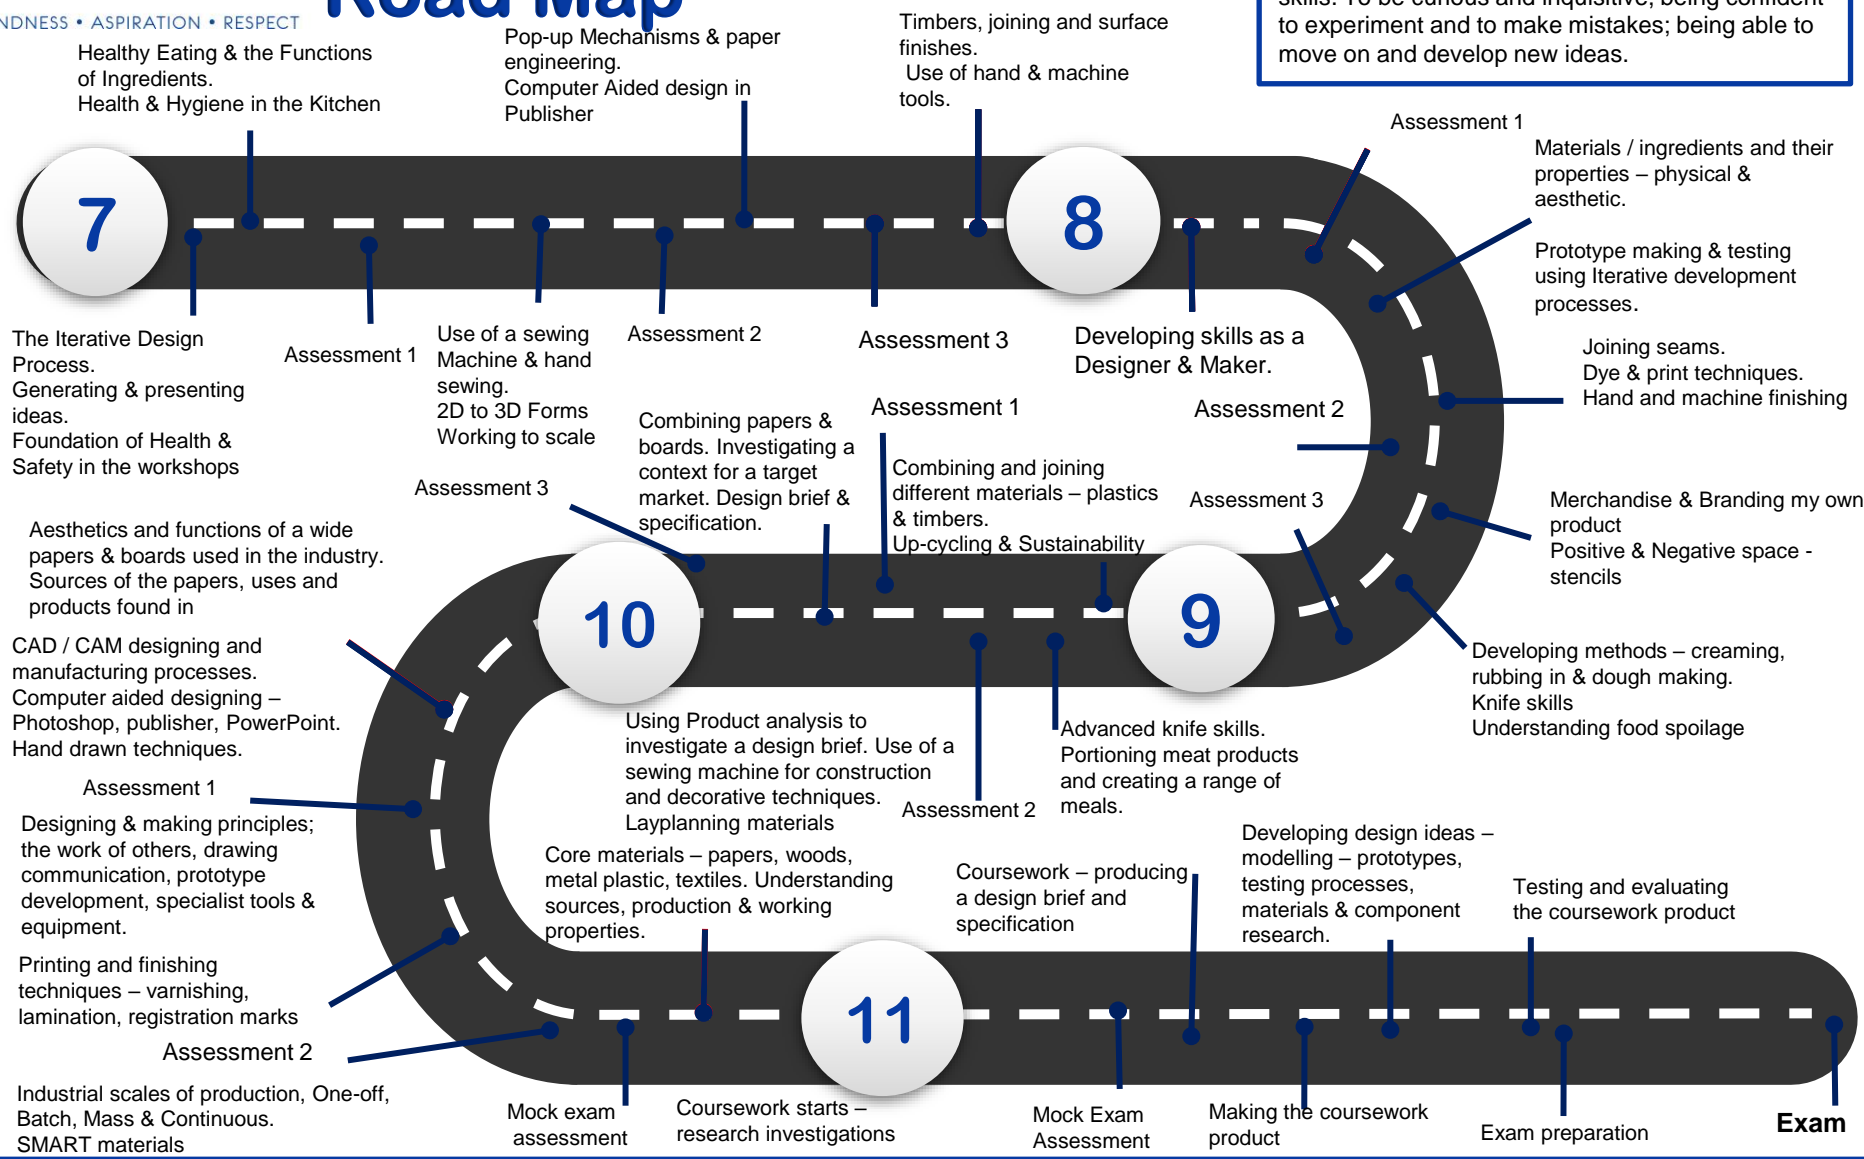 Road Map
NDNESS • ASPIRATION • RESPECT
skills. To be curious and inquisitive, being confident
to experiment and to make mistakes; being able to
move on and develop new ideas.
Healthy Eating & the Functions
of Ingredients.
Health & Hygiene in the Kitchen
Pop-up Mechanisms & paper
engineering.
Computer Aided design in
Publisher
Timbers, joining and surface
finishes.
Use of hand & machine
tools.
Assessment 1
Materials / ingredients and their
properties – physical &
aesthetic.
Prototype making & testing
using Iterative development
processes.
7
8
The Iterative Design
Process.
Generating & presenting
ideas.
Foundation of Health &
Safety in the workshops
Assessment 1
Use of a sewing
Machine & hand
sewing.
2D to 3D Forms
Working to scale
Assessment 2
Assessment 3
Developing skills as a
Designer & Maker.
Joining seams.
Dye & print techniques.
Hand and machine finishing
Assessment 2
Merchandise & Branding my own
product
Positive & Negative space -
stencils
Assessment 3
Developing methods – creaming,
rubbing in & dough making.
Knife skills
Understanding food spoilage
9
Combining and joining
different materials – plastics
& timbers.
Up-cycling & Sustainability
Advanced knife skills.
Portioning meat products
and creating a range of
meals.
Assessment 1
Assessment 2
Combining papers &
boards. Investigating a
context for a target
market. Design brief &
specification.
Using Product analysis to
investigate a design brief. Use of a
sewing machine for construction
and decorative techniques.
Layplanning materials
Assessment 3
10
Aesthetics and functions of a wide
papers & boards used in the industry.
Sources of the papers, uses and
products found in
CAD / CAM designing and
manufacturing processes.
Computer aided designing –
Photoshop, publisher, PowerPoint.
Hand drawn techniques.
Assessment 1
Designing & making principles;
the work of others, drawing
communication, prototype
development, specialist tools &
equipment.
Printing and finishing
techniques – varnishing,
lamination, registration marks
Assessment 2
Industrial scales of production, One-off,
Batch, Mass & Continuous.
SMART materials
Core materials – papers, woods,
metal plastic, textiles. Understanding
sources, production & working
properties.
Mock exam
assessment
Coursework starts –
research investigations
11
Coursework – producing
a design brief and
specification
Mock Exam
Assessment
Developing design ideas –
modelling – prototypes,
testing processes,
materials & component
research.
Making the coursework
product
Testing and evaluating
the coursework product
Exam preparation
Exam